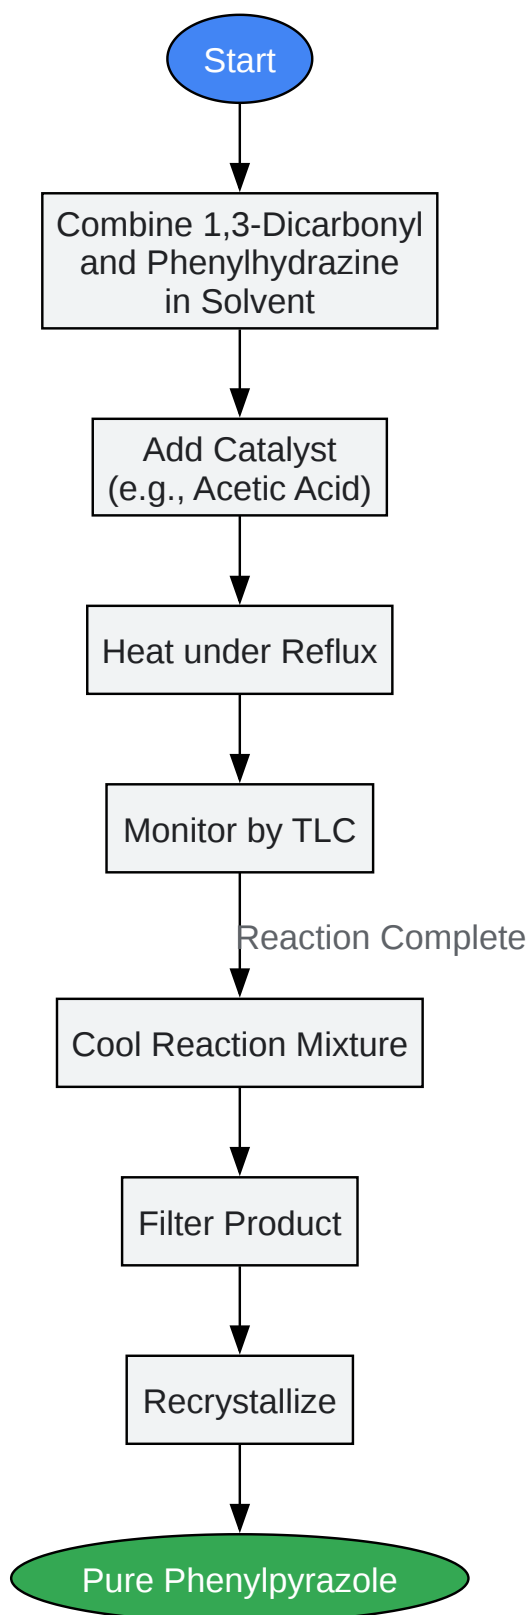 Start
Combine 1,3-Dicarbonyl
and Phenylhydrazine
in Solvent
Add Catalyst
(e.g., Acetic Acid)
Heat under Reflux
Monitor by TLC
Reaction Complete
Cool Reaction Mixture
Filter Product
Recrystallize
Pure Phenylpyrazole